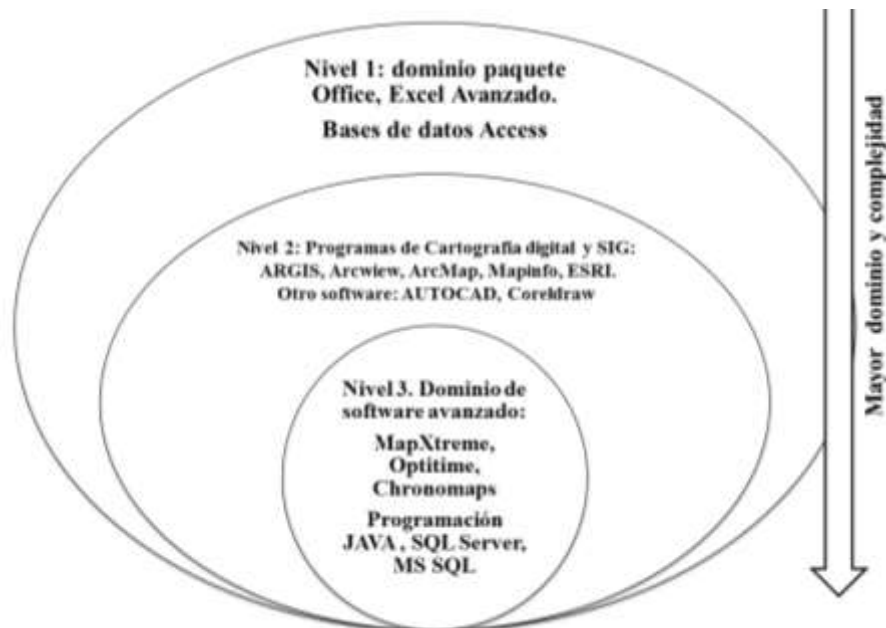 Nivel 1: dominio paquete
Office, Excel Avanzado.
Bases de datos Access
Nivel 2: Programas de Cartografía digital y SIG:
ARGIS, Arcwiew, ArcMap, Mapinfo, ESRI.
Otro software: AUTOCAD, Coreldraw
Nivel 3. Dominio de
software avanzado:
MapXtreme,
Optitime,
Chronomaps
Programación
JAVA , SQL Server,
MS SQL
Mayor dominio y complejidad